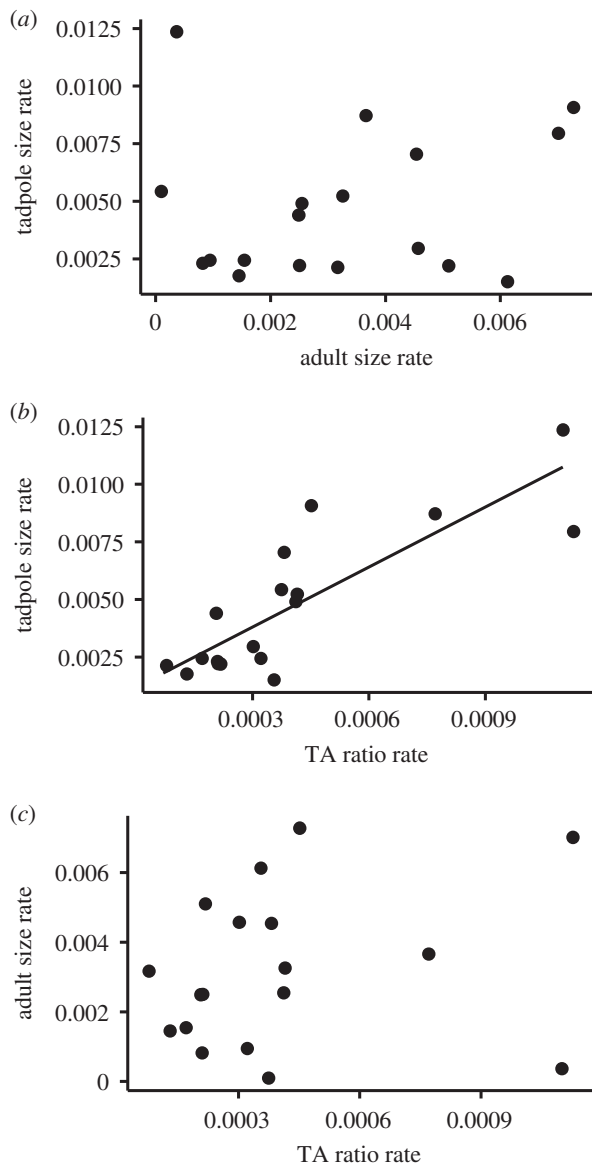 (a)
0.0125
0.0100
0.0075
0.0050
0.0025
tadpole size rate
0 0.002 0.004 0.006
adult size rate
(b)
0.0125
0.0100
0.0075
0.0050
0.0025
tadpole size rate
0.0003 0.0006 0.0009
TA ratio rate
(c)
0.006
0.004
0.002
0
adult size rate
0.0003 0.0006 0.0009
TA ratio rate